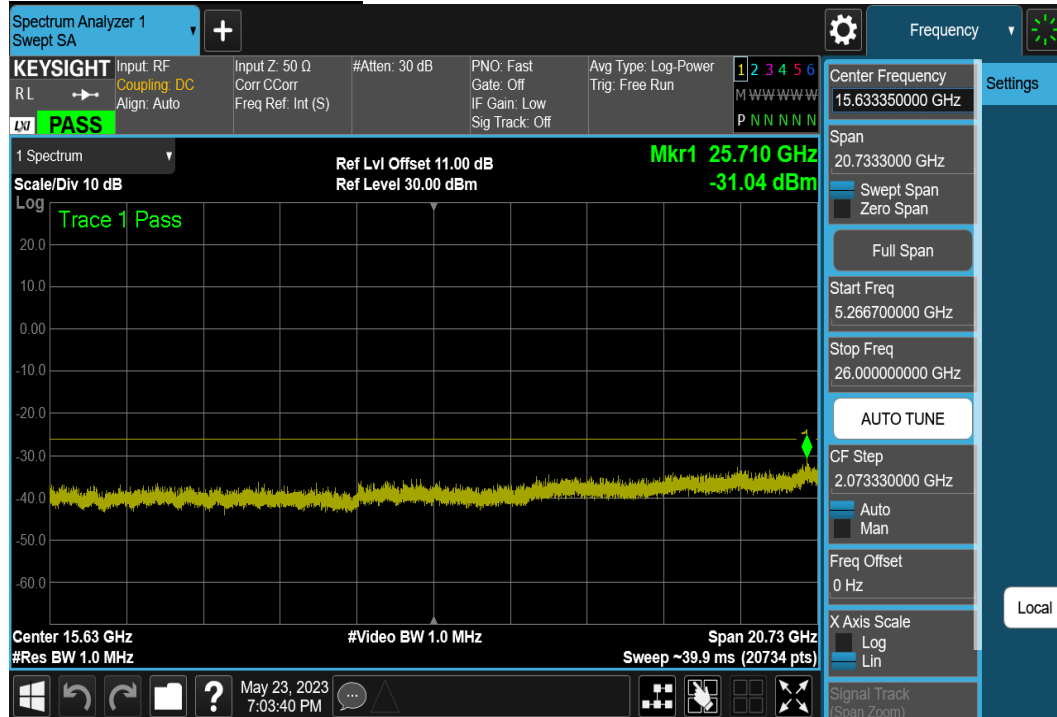 Spectrum Analyzer 1
Swept SA
Frequency
KEYSIGHT
RL
LXI PASS
Input: RF
Coupling: DC
Align: Auto
Input Z: 50 Ω
Corr CCorr
Freq Ref: Int (S)
#Atten: 30 dB
PNO: Fast
Gate: Off
IF Gain: Low
Sig Track: Off
Avg Type: Log-Power
Trig: Free Run
1 2 3 4 5 6
M W W W W W
P N N N N N
1 Spectrum
Scale/Div 10 dB
Ref Lvl Offset 11.00 dB
Ref Level 30.00 dBm
Mkr1 25.710 GHz
-31.04 dBm
Log
Trace 1 Pass
20.0
10.0
0.00
-10.0
-20.0
-30.0
-40.0
-50.0
-60.0
1
Center 15.63 GHz
#Res BW 1.0 MHz
#Video BW 1.0 MHz
Span 20.73 GHz
Sweep ~39.9 ms (20734 pts)
May 23, 2023
7:03:40 PM
Center Frequency
15.633350000 GHz
Span
20.7333000 GHz
Swept Span
Zero Span
Full Span
Start Freq
5.266700000 GHz
Stop Freq
26.000000000 GHz
AUTO TUNE
CF Step
2.073330000 GHz
Auto
Man
Freq Offset
0 Hz
X Axis Scale
Log
Lin
Signal Track
(Span Zoom)
Settings
Local